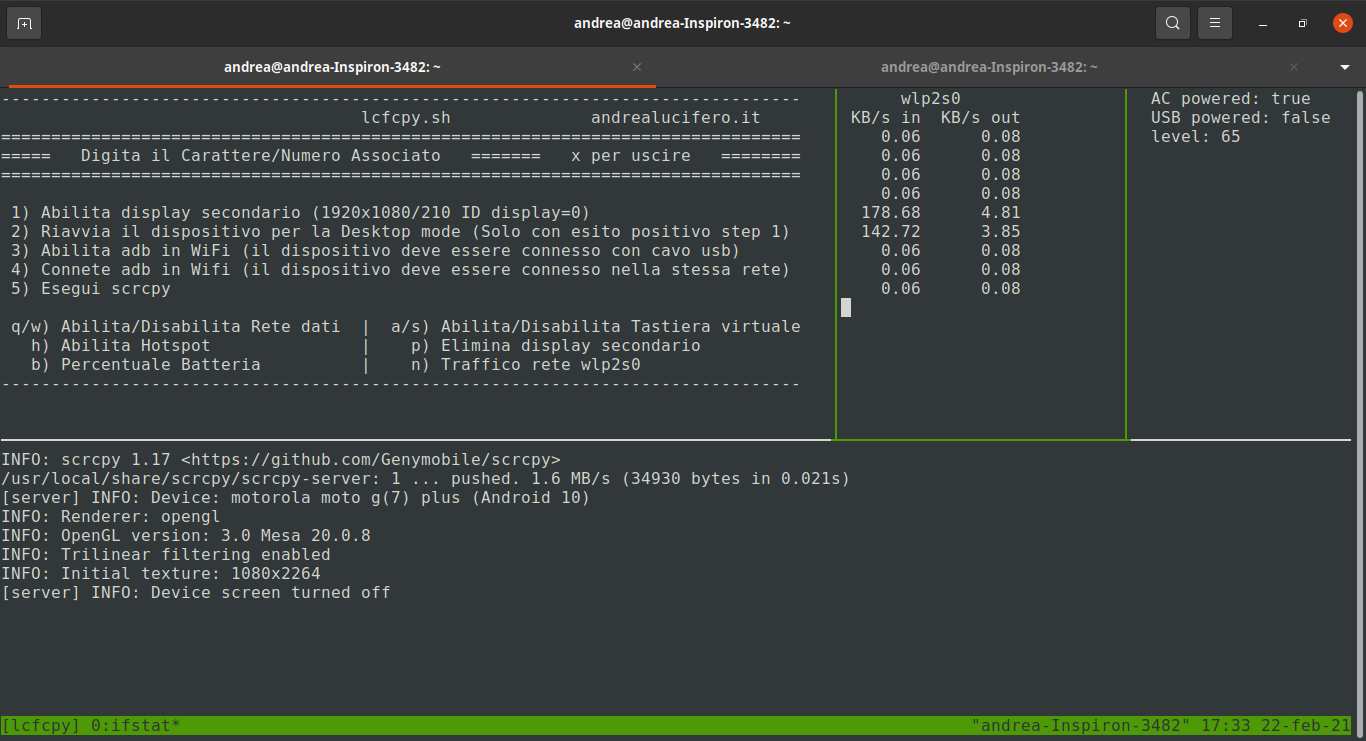 andrea@andrea-Inspiron-3482: ~
andrea@andrea-Inspiron-3482: ~
andrea@andrea-Inspiron-3482: ~
--------------------------------------------------------------------------------
lcfcpy.sh andrealucifero.it
================================================================================
===== Digita il Carattere/Numero Associato ======= x per uscire ========
================================================================================
1) Abilita display secondario (1920x1080/210 ID display=0)
2) Riavvia il dispositivo per la Desktop mode (Solo con esito positivo step 1)
3) Abilita adb in WiFi (il dispositivo deve essere connesso con cavo usb)
4) Connete adb in Wifi (il dispositivo deve essere connesso nella stessa rete)
5) Esegui scrcpy
q/w) Abilita/Disabilita Rete dati | a/s) Abilita/Disabilita Tastiera virtuale
h) Abilita Hotspot | p) Elimina display secondario
b) Percentuale Batteria | n) Traffico rete wlp2s0
--------------------------------------------------------------------------------
wlp2s0
KB/s in KB/s out
0.06 0.08
0.06 0.08
0.06 0.08
0.06 0.08
178.68 4.81
142.72 3.85
0.06 0.08
0.06 0.08
0.06 0.08
AC powered: true
USB powered: false
level: 65
INFO: scrcpy 1.17 <https://github.com/Genymobile/scrcpy>
/usr/local/share/scrcpy/scrcpy-server: 1 ... pushed. 1.6 MB/s (34930 bytes in 0.021s)
[server] INFO: Device: motorola moto g(7) plus (Android 10)
INFO: Renderer: opengl
INFO: OpenGL version: 3.0 Mesa 20.0.8
INFO: Trilinear filtering enabled
INFO: Initial texture: 1080x2264
[server] INFO: Device screen turned off
[lcfcpy] 0:ifstat* "andrea-Inspiron-3482" 17:33 22-feb-21